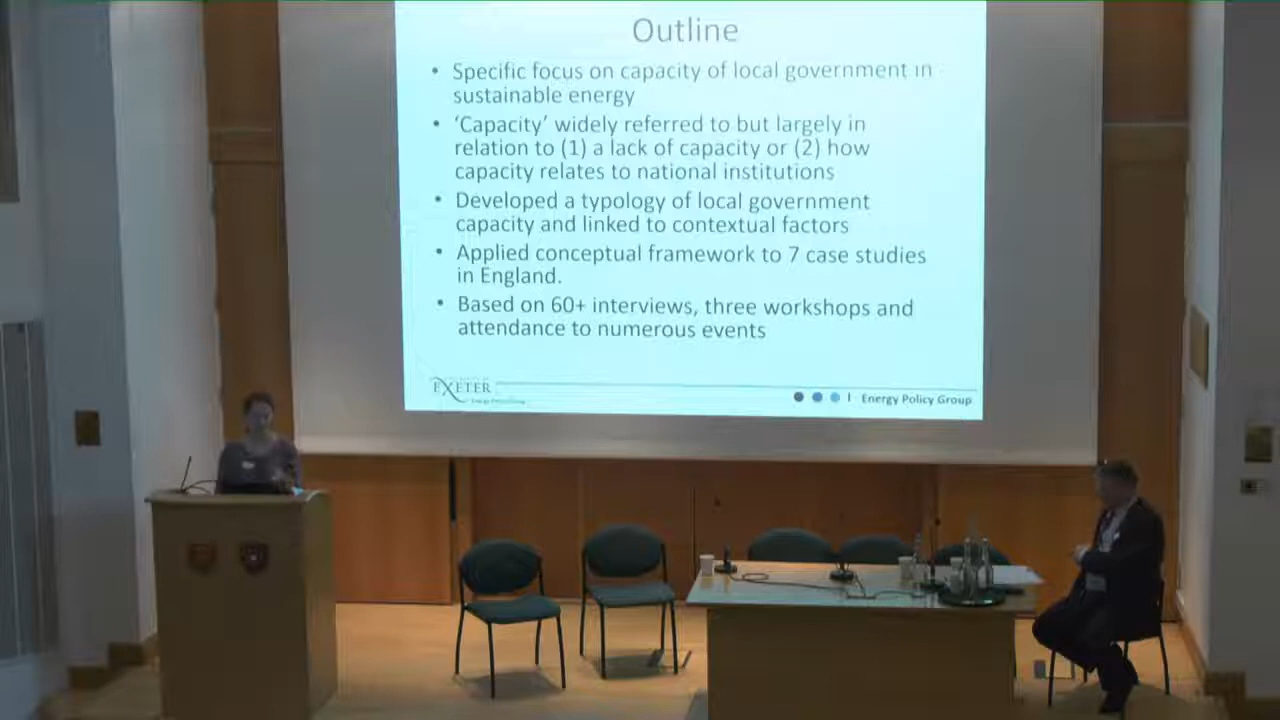 Outline
• Specific focus on capacity of local government in
sustainable energy
• ‘Capacity’ widely referred to but largely in
relation to (1) a lack of capacity or (2) how
capacity relates to national institutions
• Developed a typology of local government
capacity and linked to contextual factors
• Applied conceptual framework to 7 case studies
in England.
• Based on 60+ interviews, three workshops and
attendance to numerous events
EXETER
Energy Policy Group
| Energy Policy Group